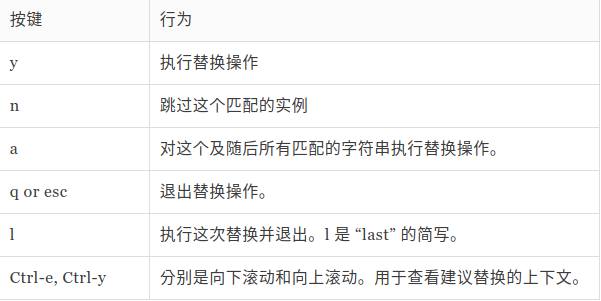 按键 行为
y 执行替换操作
n 跳过这个匹配的实例
a 对这个及随后所有匹配的字符串执行替换操作。
q or esc 退出替换操作。
l 执行这次替换并退出。l 是 “last” 的简写。
Ctrl-e, Ctrl-y 分别是向下滚动和向上滚动。用于查看建议替换的上下文。